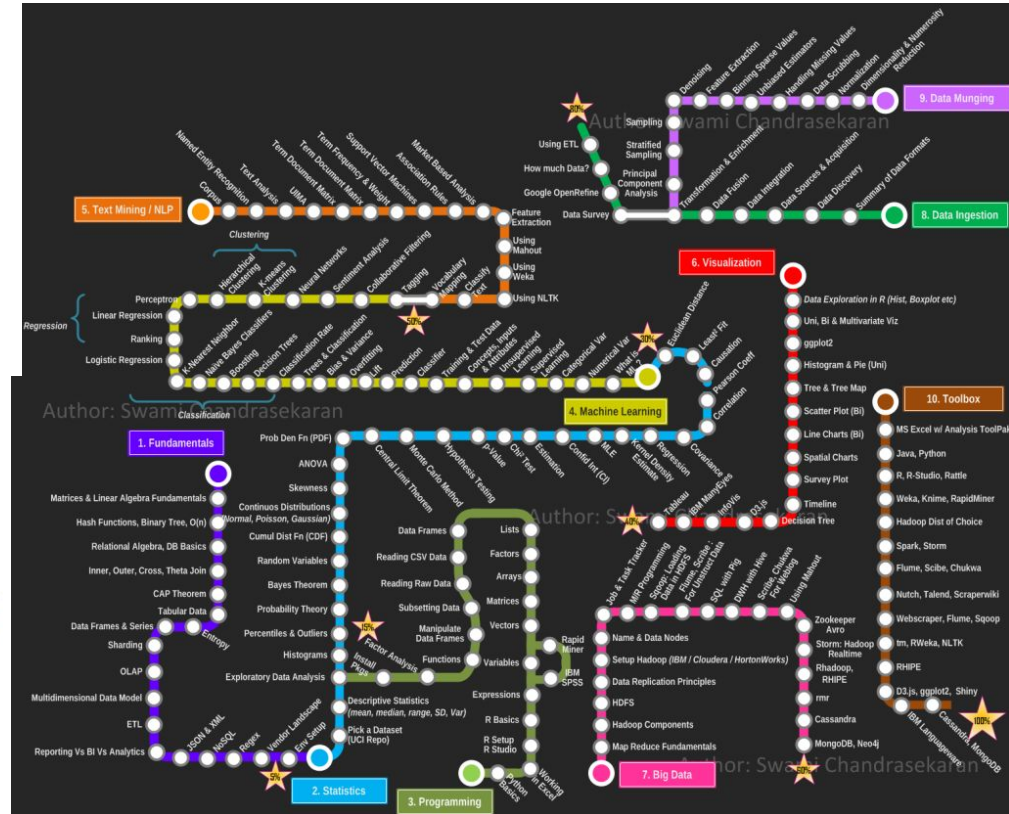 Denoising
Feature Extraction
Binning Sparse Values
Unbiased Estimators
Handling Missing Values
Data Scrubbing
Normalization
Dimensionality & Numerosity
Reduction
9. Data Munging
Author: Swami Chandrasekaran
80%
Using ETL
How much Data?
Google OpenRefine
Data Survey
Sampling
Stratified
Sampling
Principal
Component
Analysis
Transformation & Enrichment
Data Fusion
Data Integration
Data Sources & Acquisition
Data Discovery
Summary of Data Formats
8. Data Ingestion
5. Text Mining / NLP
Corpus
Named Entity Recognition
Text Analysis
UIMA
Term Document Matrix
Term Document Matrix
Term Frequency & Weight
Support Vector Machines
Association Rules
Market Based Analysis
Feature
Extraction
Using
Mahout
Using
Weka
Using NLTK
Classify
Text
Vocabulary
Mapping
Tagging
50%
Collaborative Filtering
Sentiment Analysis
Neural Networks
K-means
Clustering
Hierarchical
Clustering
Clustering
Perceptron
Linear Regression
Regression
Ranking
Logistic Regression
K-Nearest Neighbor
Naive Bayes Classifiers
Boosting
Decision Trees
Classification Rate
Classification
Trees & Classification
Bias & Variance
Overfitting
Lift
Prediction
Classifier
Training & Test Data
Concepts, Inputs
& Attributes
Unsupervised
Learning
Supervised
Learning
Categorical Var
Numerical Var
What is
ML?
30%
4. Machine Learning
Author: Swami Chandrasekaran
Euclidean Distance
Least² Fit
Causation
Pearson Coeff
Correlation
Covariance
Regression
Kernel Density
Estimate
MLE
Confid Int (CI)
Estimation
Chi² Test
p-Value
Hypothesis Testing
Monte Carlo Method
Central Limit Theorem
Prob Den Fn (PDF)
ANOVA
Skewness
Continuos Distributions
(Normal, Poisson, Gaussian)
Cumul Dist Fn (CDF)
Random Variables
Bayes Theorem
Probability Theory
Percentiles & Outliers
Histograms
Exploratory Data Analysis
Descriptive Statistics
(mean, median, range, SD, Var)
Pick a Dataset
(UCI Repo)
2. Statistics
1. Fundamentals
Matrices & Linear Algebra Fundamentals
Hash Functions, Binary Tree, O(n)
Relational Algebra, DB Basics
Inner, Outer, Cross, Theta Join
CAP Theorem
Tabular Data
Entropy
Data Frames & Series
Sharding
OLAP
Multidimensional Data Model
ETL
Reporting Vs BI Vs Analytics
JSON & XML
NoSQL
Regex
Vendor Landscape
Env Setup
5%
15%
Install
Pkgs
Factor Analysis
Functions
Manipulate
Data Frames
Subsetting Data
Reading Raw Data
Reading CSV Data
Data Frames
Lists
Factors
Arrays
Matrices
Vectors
Variables
Rapid
Miner
IBM
SPSS
Expressions
R Basics
R Setup
R Studio
Working
in Excel
Python
Basics
3. Programming
Author: Swami Chandrasekaran
6. Visualization
Data Exploration in R (Hist, Boxplot etc)
Uni, Bi & Multivariate Viz
ggplot2
Histogram & Pie (Uni)
Tree & Tree Map
Scatter Plot (Bi)
Line Charts (Bi)
Spatial Charts
Survey Plot
Timeline
Decision Tree
D3.js
InfoVis
IBM ManyEyes
Tableau
40%
Job & Task Tracker
M/R Programming
Sqoop: Loading
Data in HDFS
Flume, Scribe :
For Unstruct Data
SQL with Pig
DWH with Hive
Scribe, Chukwa
For Weblog
Using Mahout
Zookeeper
Avro
Storm: Hadoop
Realtime
Rhadoop,
RHIPE
rmr
Cassandra
MongoDB, Neo4j
60%
Name & Data Nodes
Setup Hadoop (IBM / Cloudera / HortonWorks)
Data Replication Principles
HDFS
Hadoop Components
Map Reduce Fundamentals
7. Big Data
Author: Swami Chandrasekaran
10. Toolbox
MS Excel w/ Analysis ToolPak
Java, Python
R, R-Studio, Rattle
Weka, Knime, RapidMiner
Hadoop Dist of Choice
Spark, Storm
Flume, Scibe, Chukwa
Nutch, Talend, Scraperwiki
Webscraper, Flume, Sqoop
tm, RWeka, NLTK
RHIPE
D3.js, ggplot2, Shiny
IBM Languageware
Cassandra, MongoDB
100%